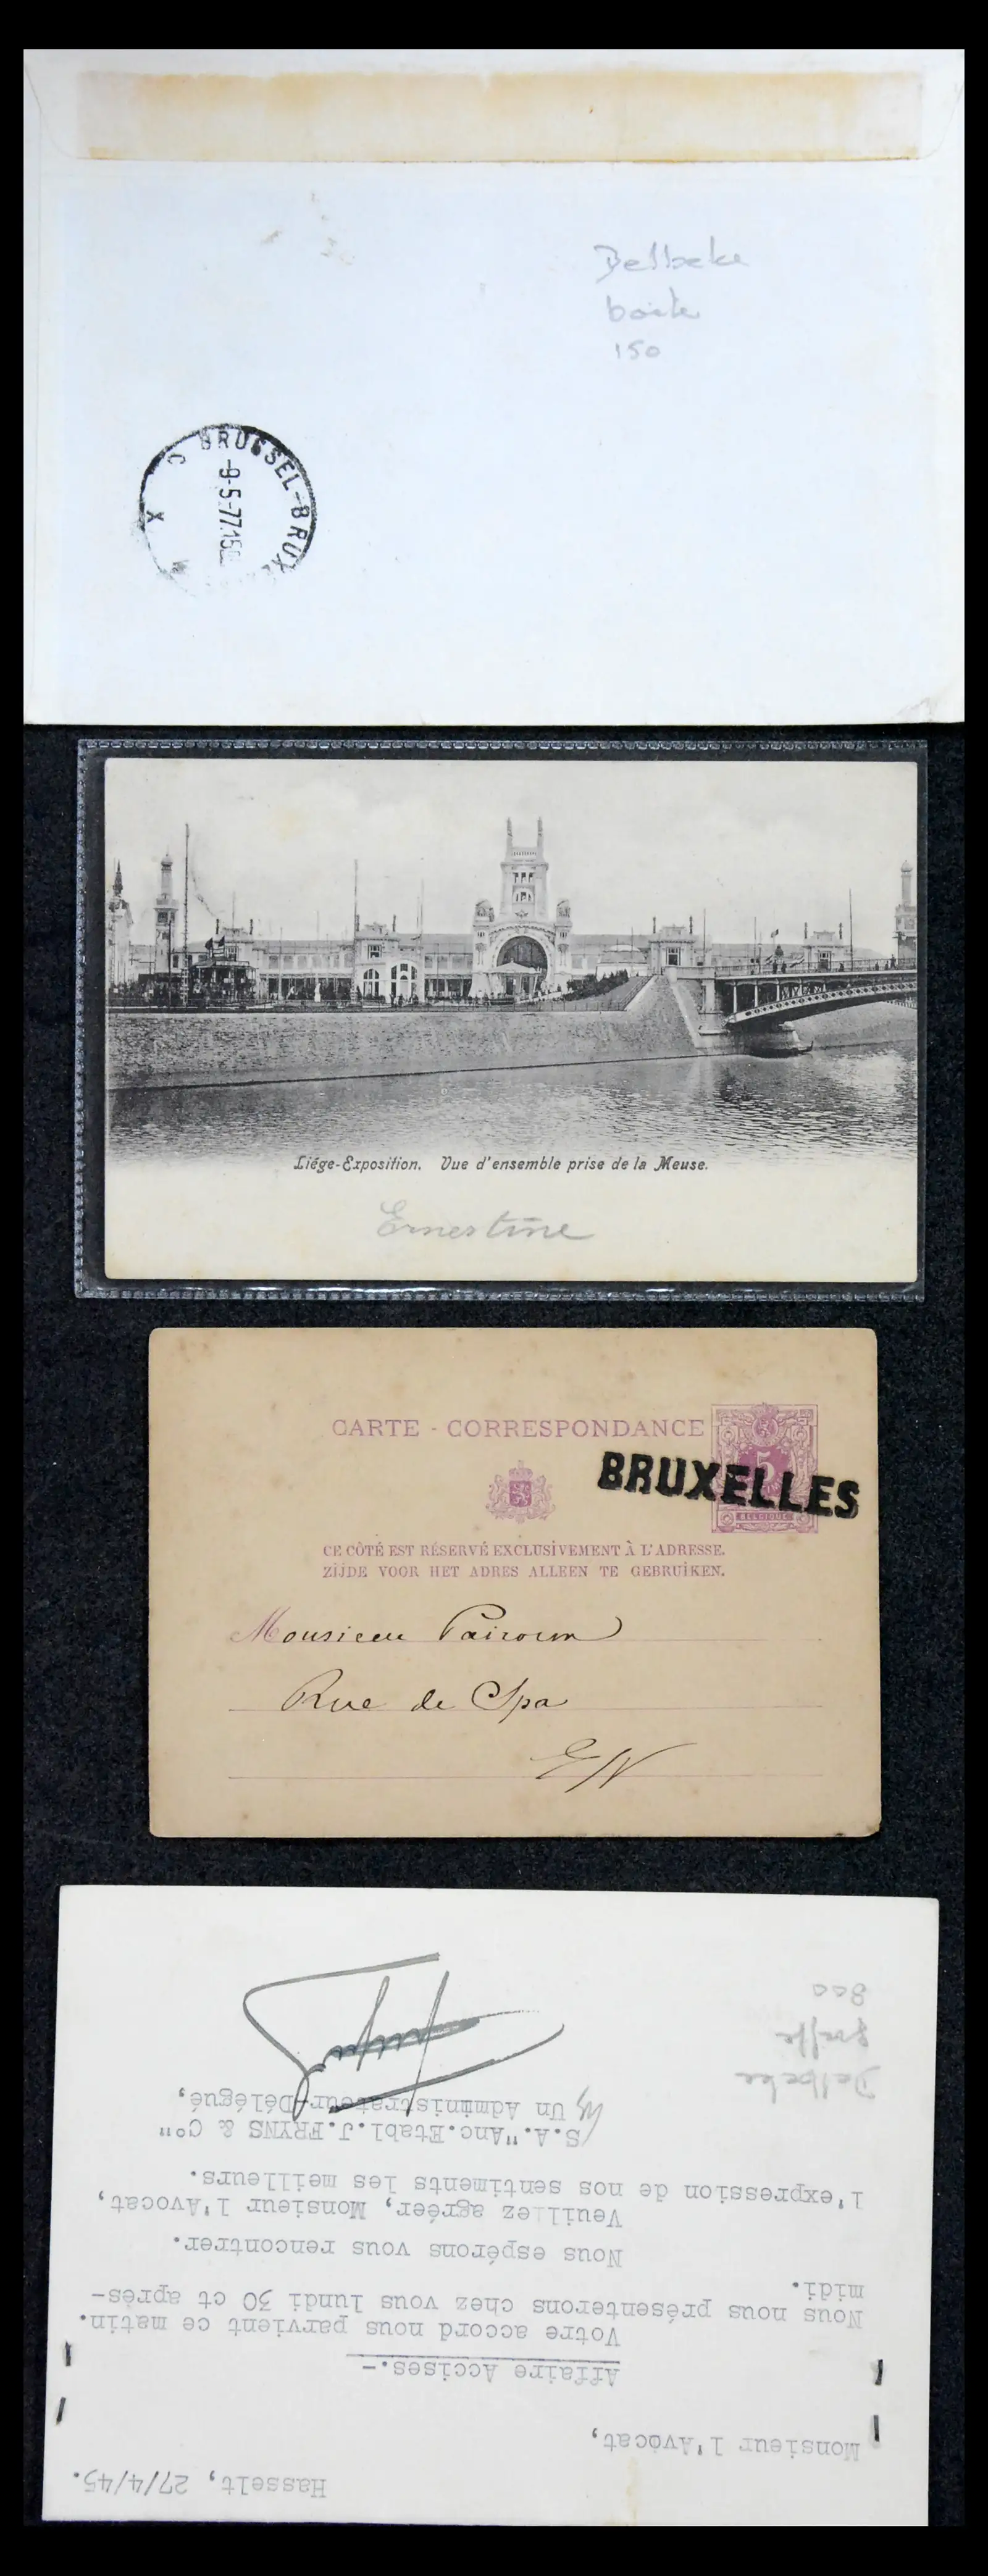 Delbeke
boite
150
BRUSSEL-BRUX
-9-5-77.15
X
Liége-Exposition. Vue d'ensemble prise de la Meuse.
Ernestine
CARTE - CORRESPONDANCE
5
BELGIQUE
BRUXELLES
CE CÔTÉ EST RÉSERVÉ EXCLUSIVEMENT À L'ADRESSE.
ZIJDE VOOR HET ADRES ALLEEN TE GEBRUIKEN.
Monsieur
Rue de Spa
E/V
Hasselt, 27/4/45.
Monsieur l'Avocat,
Affaire Accises.-
Votre accord nous parvient ce matin.
Nous nous présenterons chez vous lundi 30 ct après-
midi.
Nous espérons vous rencontrer.
Veuillez agréer, Monsieur l'Avocat,
l'expression de nos sentiments les meilleurs.
S.A."Anc.Etabl.J.FRYNS & C°"
Un Administrateur-Délégué,
Delbeke
griffe
800